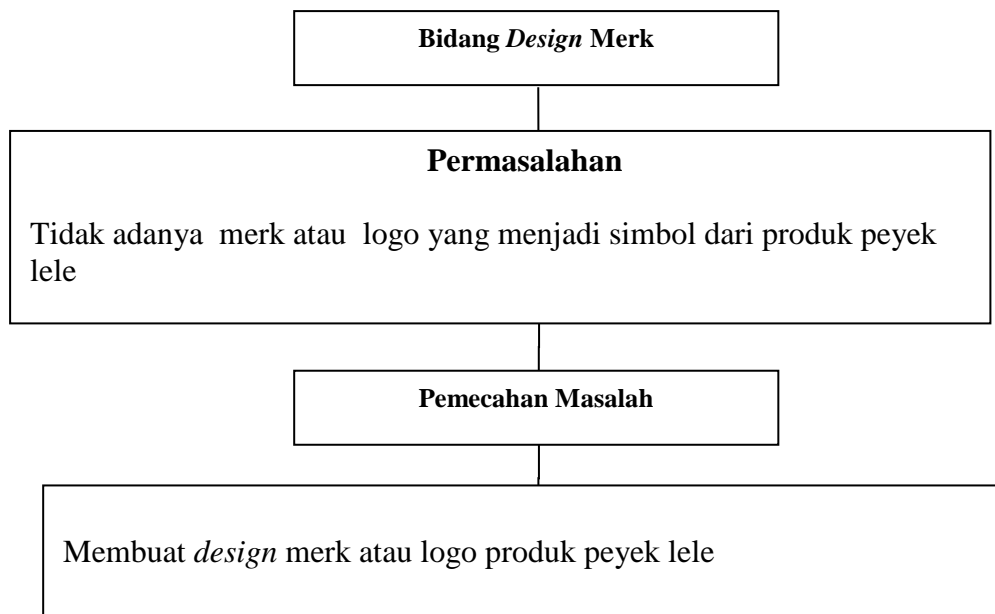 Bidang Design Merk
Permasalahan
Tidak adanya  merk atau  logo yang menjadi simbol dari produk peyek
lele
Pemecahan Masalah
Membuat design merk atau logo produk peyek lele